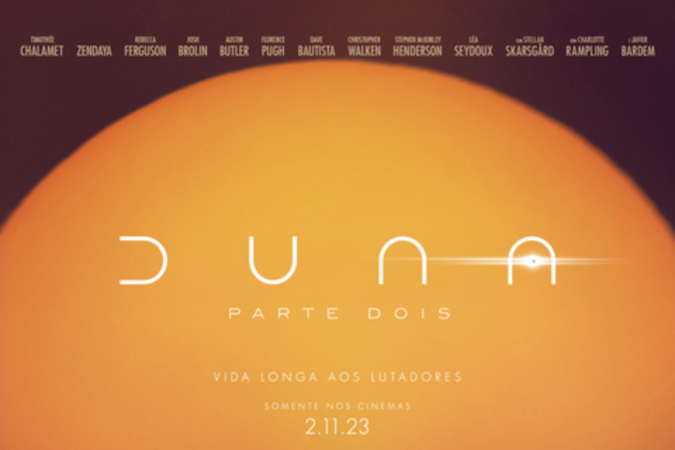 TIMOTHÉE CHALAMET ZENDAYA REBECCA FERGUSON JOSH BROLIN AUSTIN BUTLER FLORENCE PUGH DAVE BAUTISTA CHRISTOPHER WALKEN STEPHEN McKINLEY HENDERSON LÉA SEYDOUX STELLAN SKARSGÅRD CHARLOTTE RAMPLING JAVIER BARDEM
DUNA
PARTE DOIS
VIDA LONGA AOS LUTADORES
SOMENTE NOS CINEMAS
2.11.23